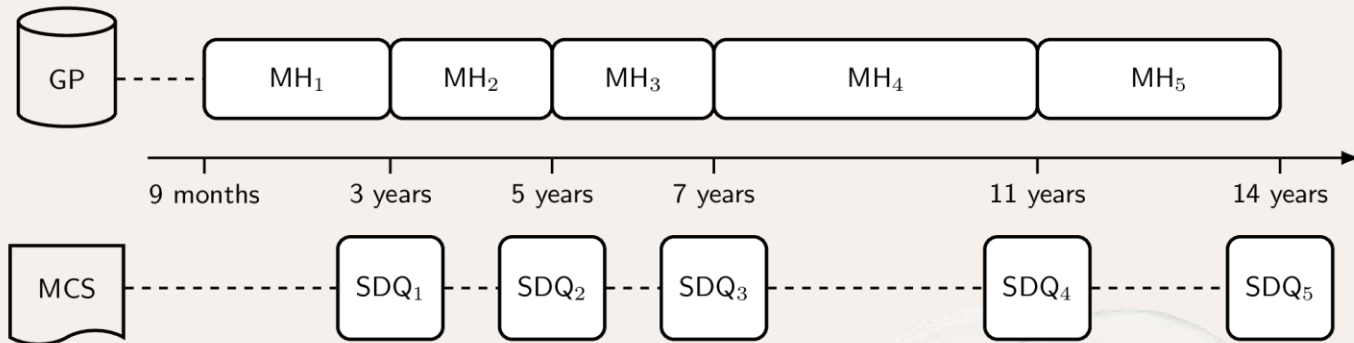 GP
MH₁ MH₂ MH₃ MH₄ MH₅
9 months 3 years 5 years 7 years 11 years 14 years
MCS
SDQ₁ SDQ₂ SDQ₃ SDQ₄ SDQ₅